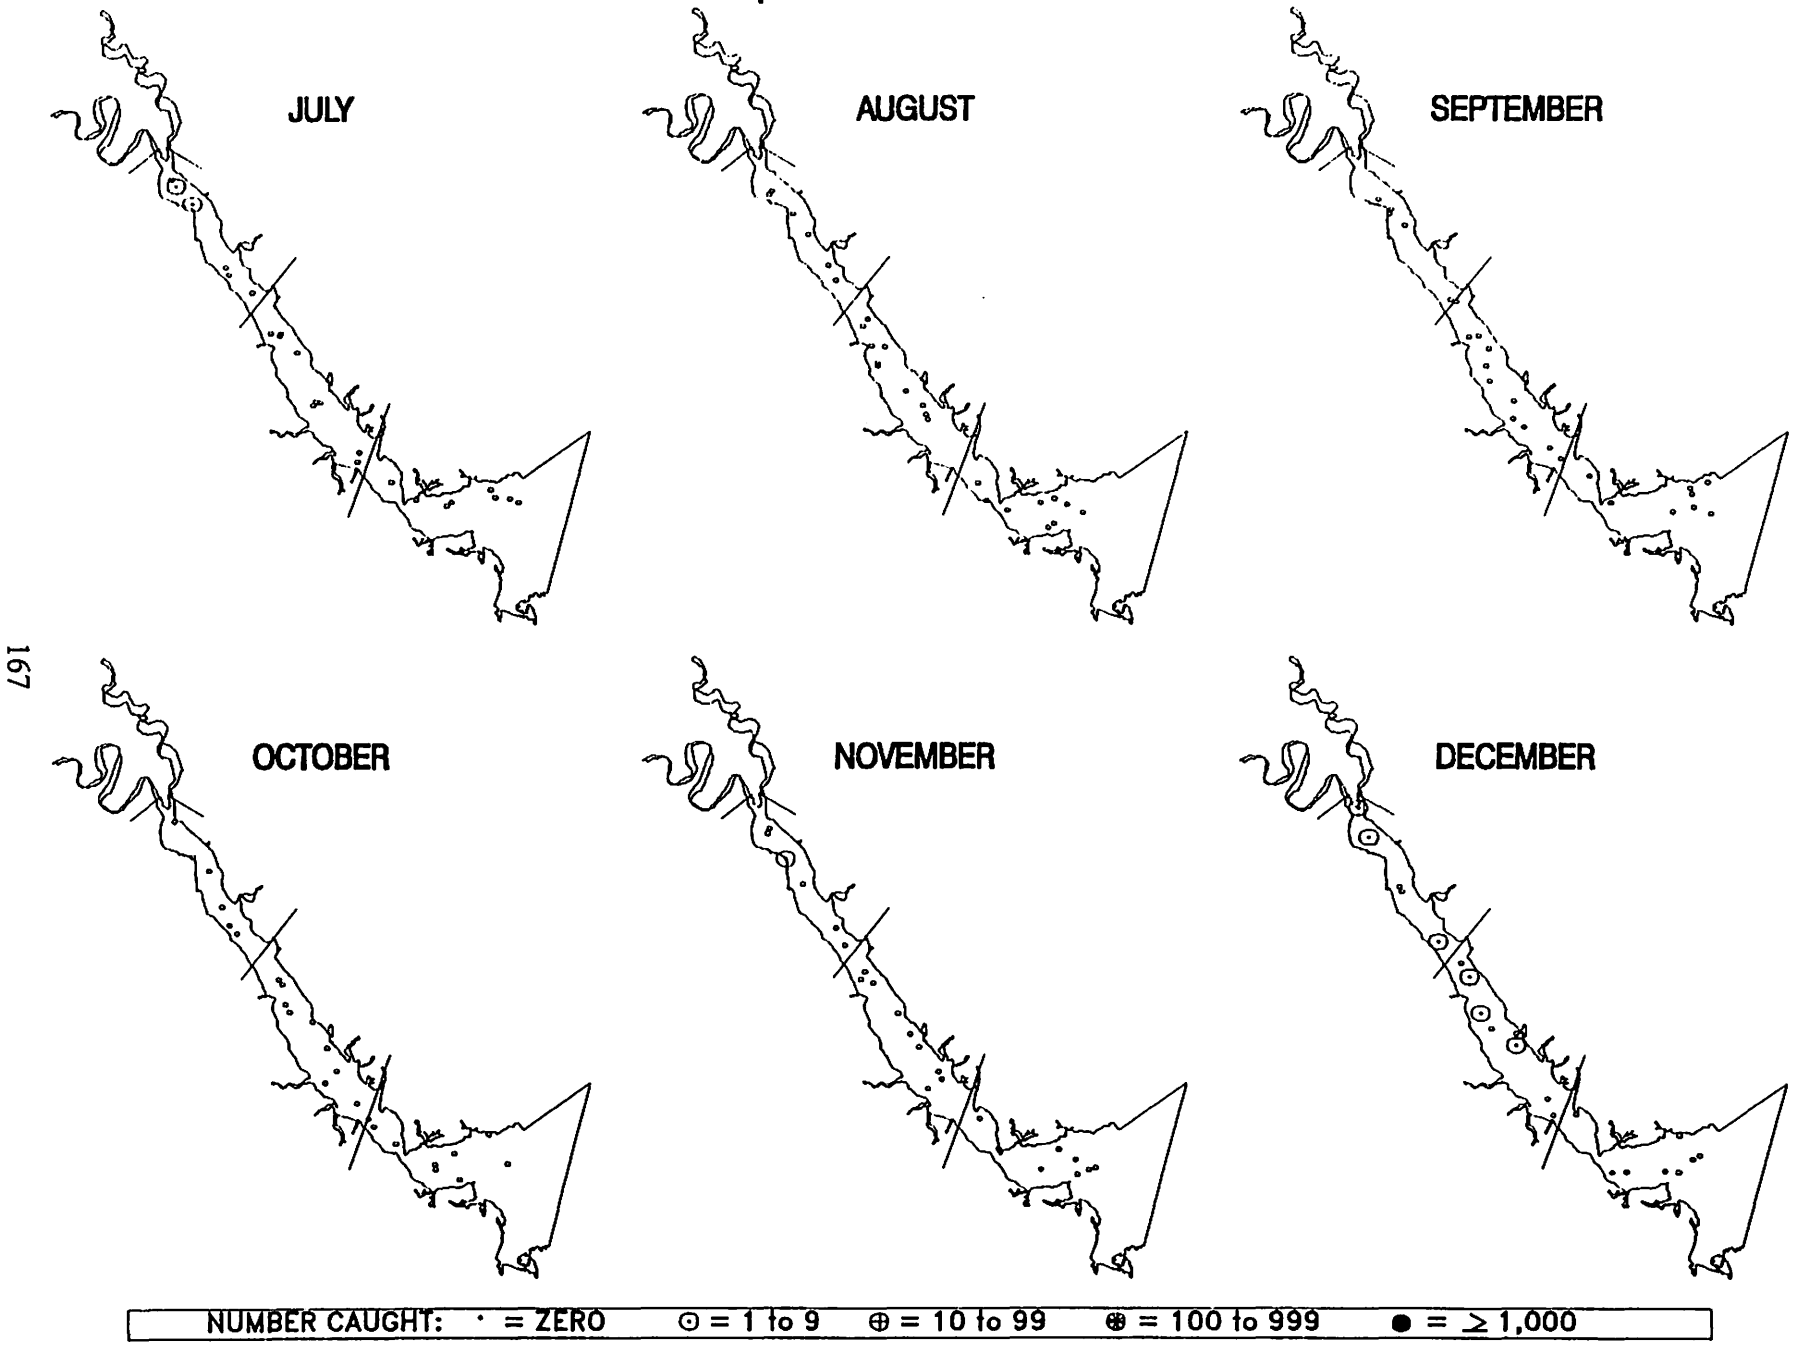 JULY
AUGUST
SEPTEMBER
167
OCTOBER
NOVEMBER
DECEMBER
NUMBER CAUGHT: · = ZERO ⊙ = 1 to 9 ⊕ = 10 to 99 ⊛ = 100 to 999 ● = ≥ 1,000